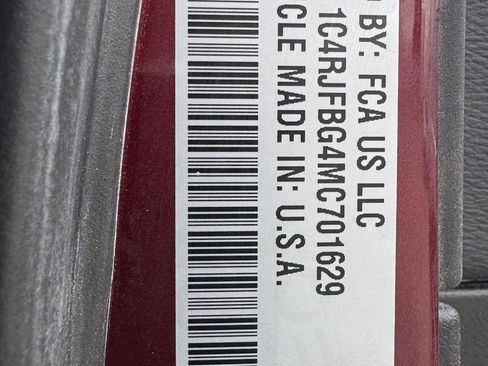 BY: FCA US LLC
1C4RJFBG4MC701629
CLE MADE IN: U.S.A.